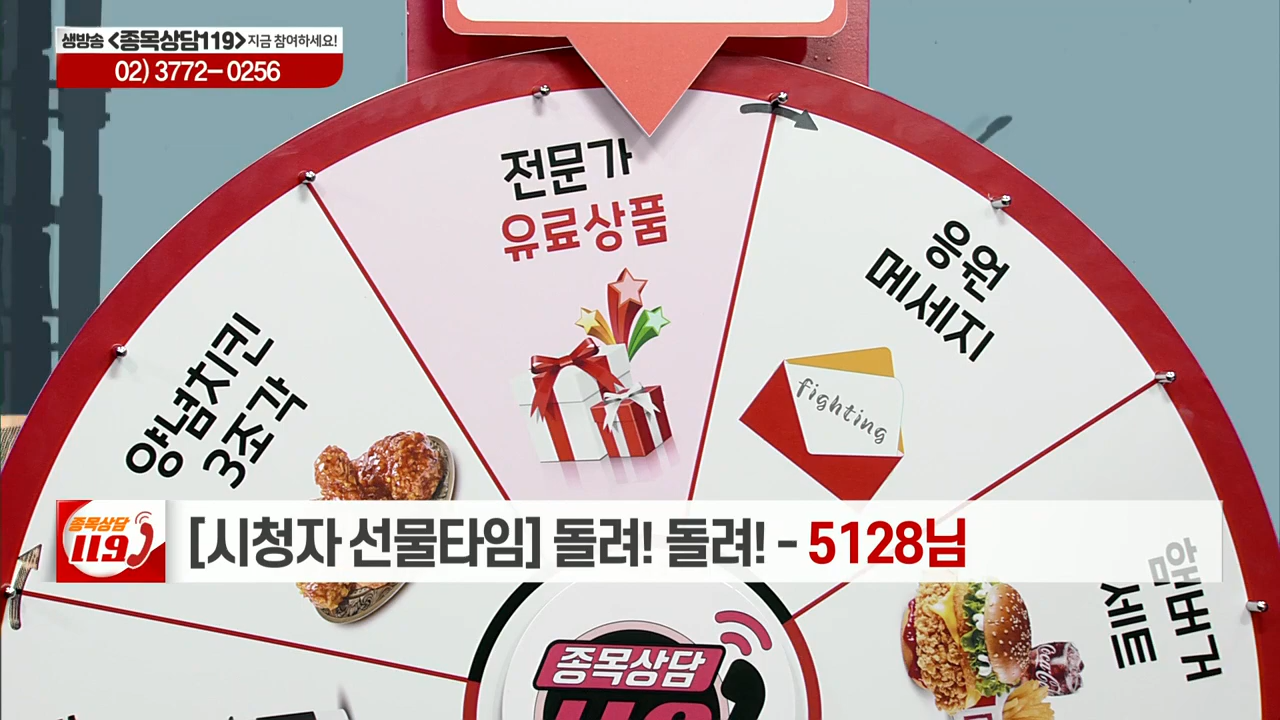 생방송 <종목상담119> 지금 참여하세요!
02) 3772-0256
전문가
유료상품
응원
메세지
fighting
양념치킨
3조각
햄버거
세트
Coca-Cola
종목상담
119
[시청자 선물타임] 돌려! 돌려! - 5128님
종목상담
119